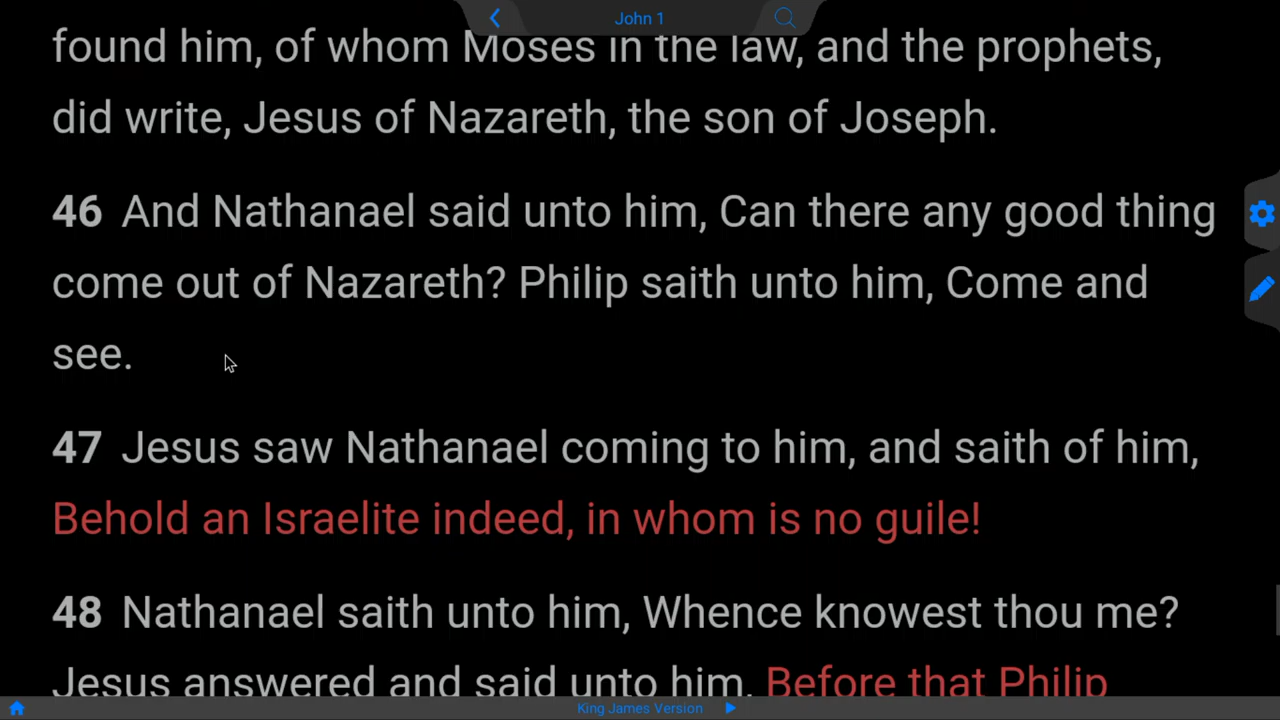 John 1
found him, of whom Moses in the law, and the prophets,
did write, Jesus of Nazareth, the son of Joseph.
46 And Nathanael said unto him, Can there any good thing
come out of Nazareth? Philip saith unto him, Come and
see.
47 Jesus saw Nathanael coming to him, and saith of him,
Behold an Israelite indeed, in whom is no guile!
48 Nathanael saith unto him, Whence knowest thou me?
Jesus answered and said unto him, Before that Philip
King James Version